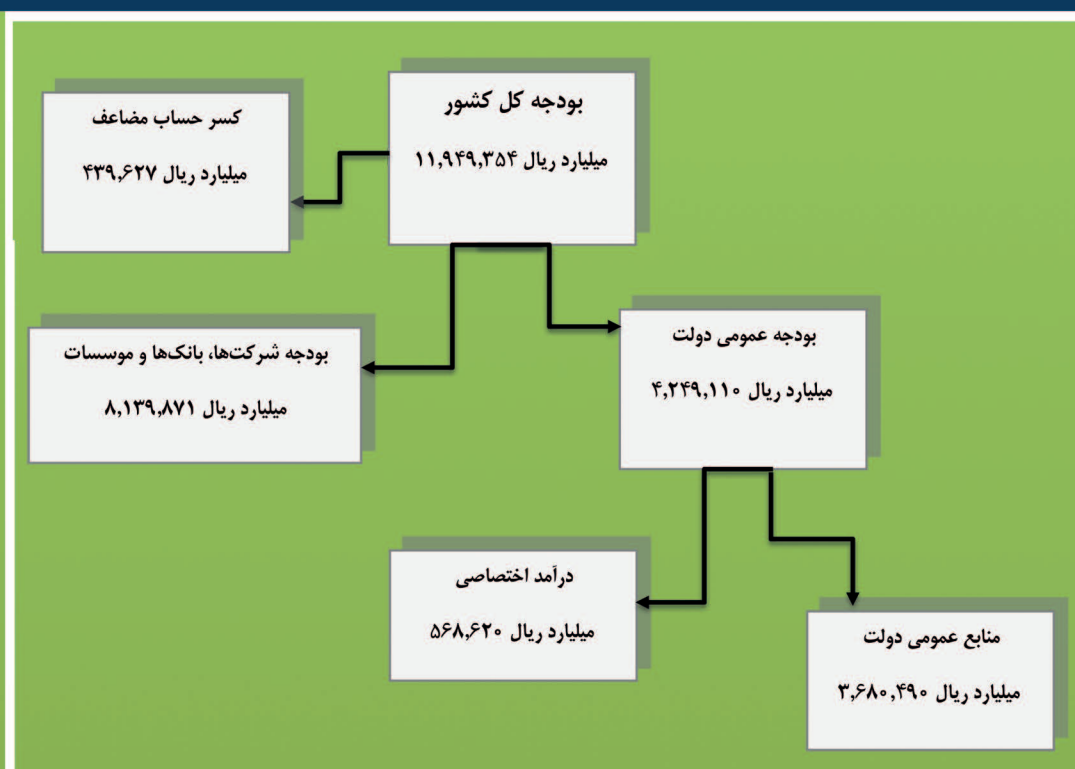 بودجه کل کشور
میلیارد ریال ۱۱,۹۴۹,۳۵۴
کسر حساب مضاعف
میلیارد ریال ۴۳۹,۶۲۷
بودجه عمومی دولت
میلیارد ریال ۴,۲۴۹,۱۱۰
بودجه شرکت‌ها، بانک‌ها و موسسات
میلیارد ریال ۸,۱۳۹,۸۷۱
درآمد اختصاصی
میلیارد ریال ۵۶۸,۶۲۰
منابع عمومی دولت
میلیارد ریال ۳,۶۸۰,۴۹۰